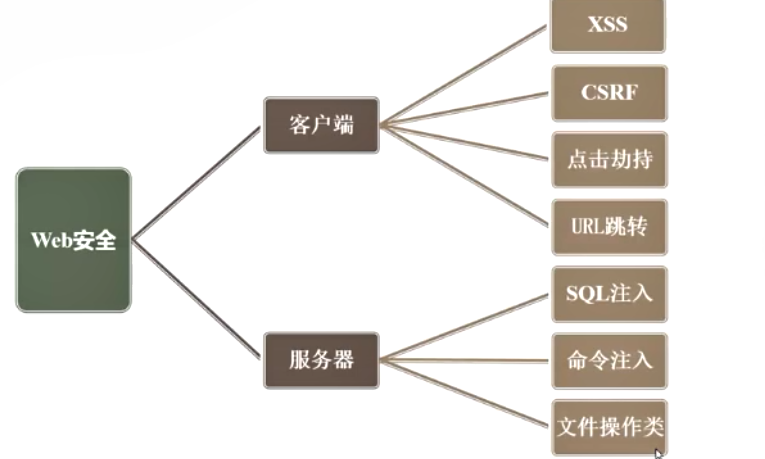 Web安全
客户端
XSS
CSRF
点击劫持
URL跳转
服务器
SQL注入
命令注入
文件操作类